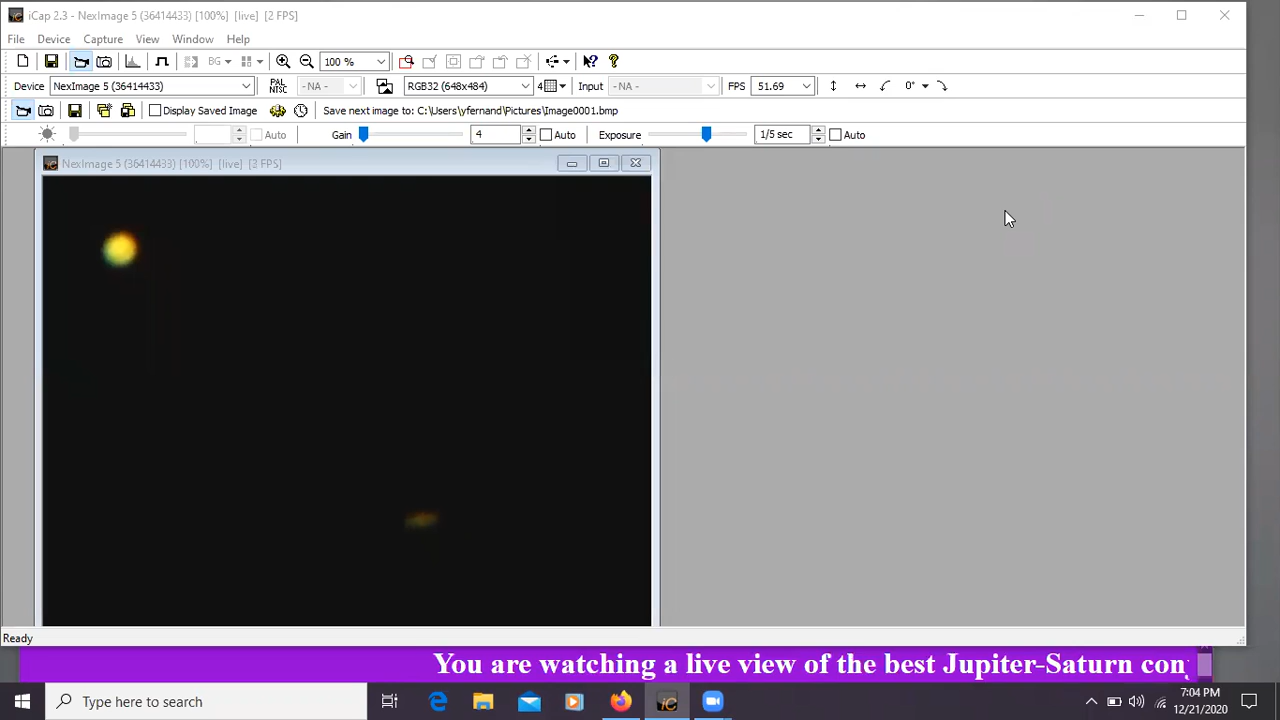 iCap 2.3 - NexImage 5 (36414433) [100%] [live] [2 FPS]
File Device Capture View Window Help
BG 100 %
Device NexImage 5 (36414433) PAL NTSC - NA - RGB32 (648x484) 4 Input - NA - FPS 51.69 0°
Display Saved Image Save next image to: C:\Users\yfernand\Pictures\Image0001.bmp
Auto Gain 4 Auto Exposure 1/5 sec Auto
NexImage 5 (36414433) [100%] [live] [2 FPS]
Ready
You are watching a live view of the best Jupiter-Saturn con
Type here to search
7:04 PM
12/21/2020